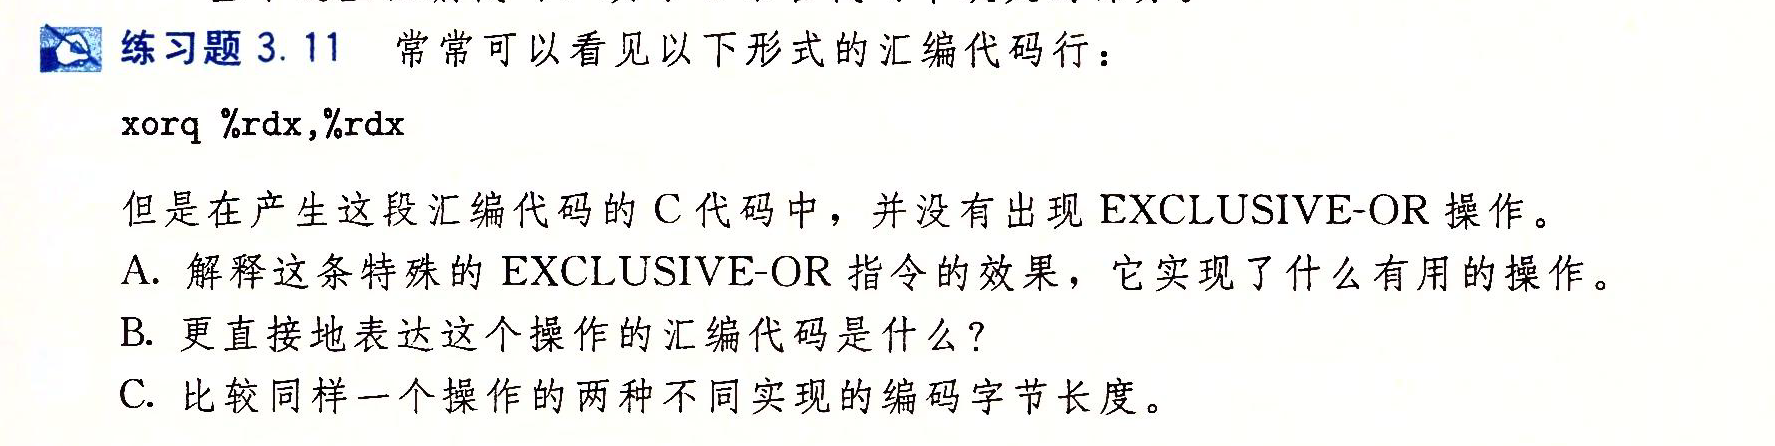 练习题 3.11 常常可以看见以下形式的汇编代码行：
xorq %rdx,%rdx
但是在产生这段汇编代码的 C 代码中，并没有出现 EXCLUSIVE-OR 操作。
A. 解释这条特殊的 EXCLUSIVE-OR 指令的效果，它实现了什么有用的操作。
B. 更直接地表达这个操作的汇编代码是什么？
C. 比较同样一个操作的两种不同实现的编码字节长度。